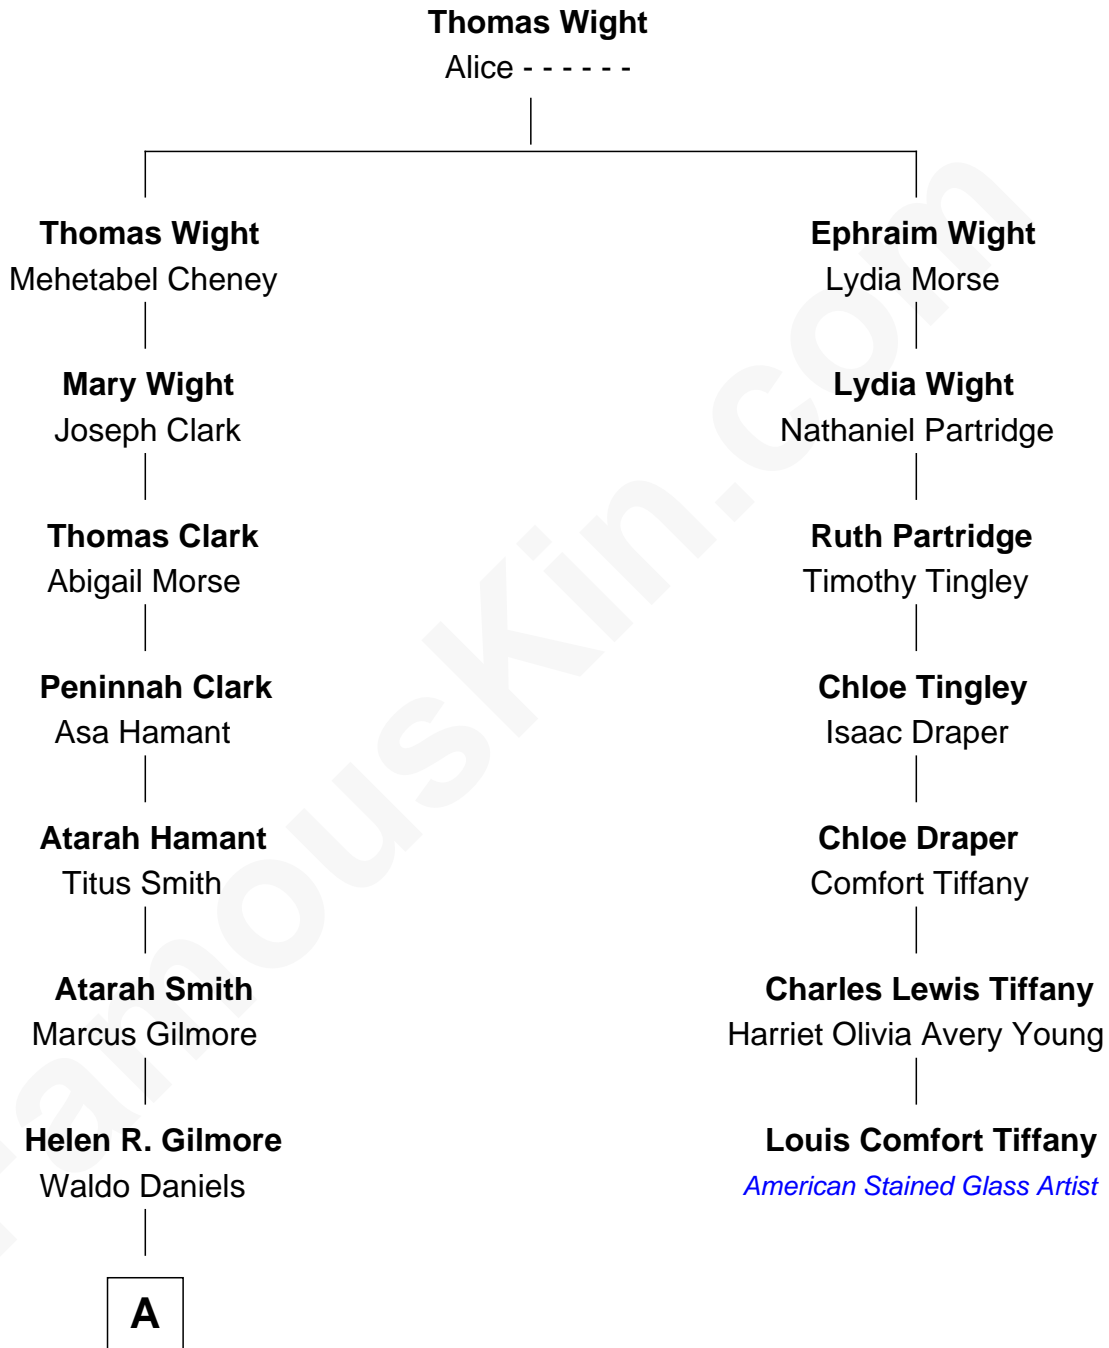 Thomas Wight
Alice - - - - - -
Thomas Wight
Mehetabel Cheney
Ephraim Wight
Lydia Morse
Mary Wight
Joseph Clark
Lydia Wight
Nathaniel Partridge
Thomas Clark
Abigail Morse
Ruth Partridge
Timothy Tingley
Peninnah Clark
Asa Hamant
Chloe Tingley
Isaac Draper
Atarah Hamant
Titus Smith
Chloe Draper
Comfort Tiffany
Atarah Smith
Marcus Gilmore
Charles Lewis Tiffany
Harriet Olivia Avery Young
Helen R. Gilmore
Waldo Daniels
Louis Comfort Tiffany
American Stained Glass Artist
A
FamousKin.com